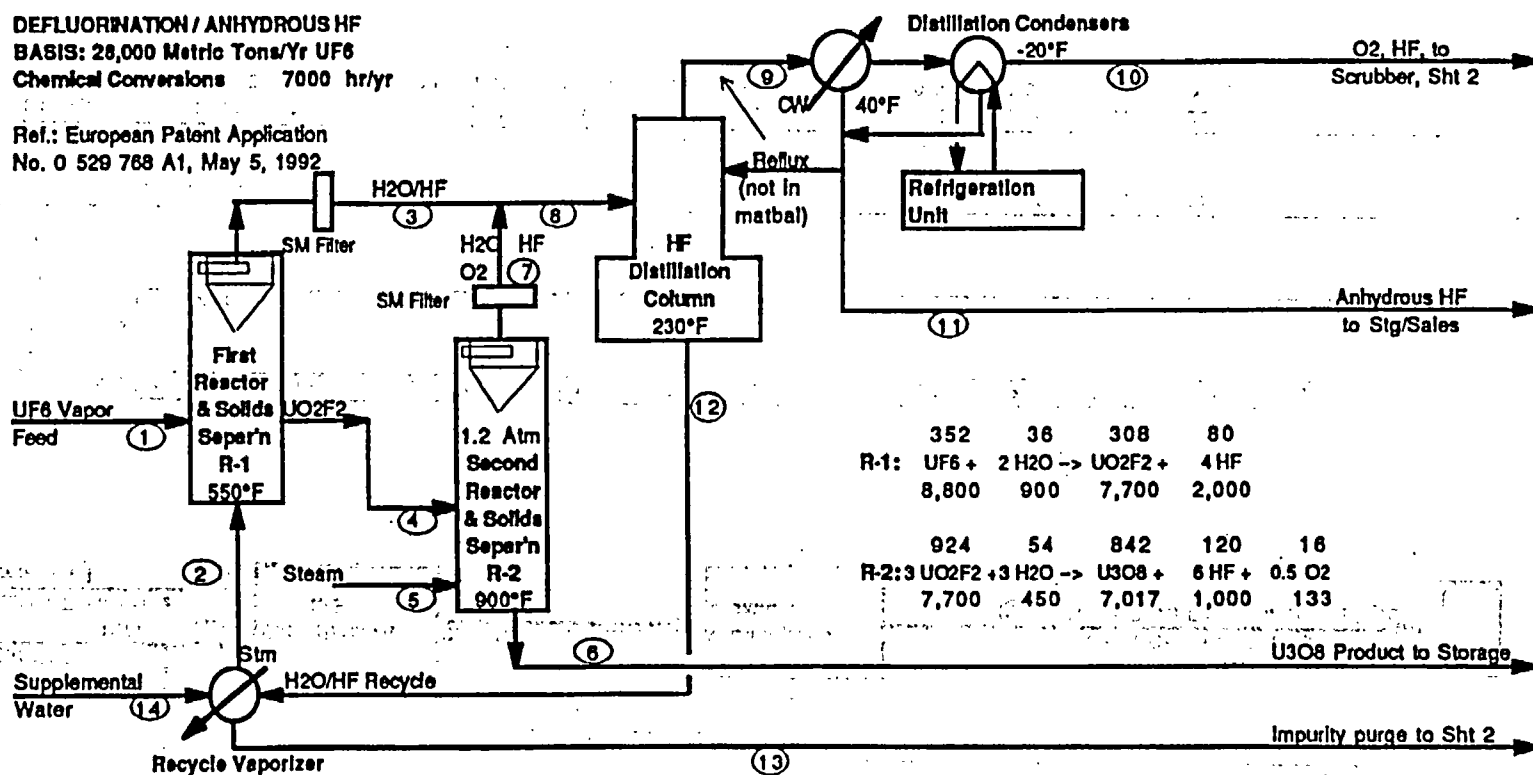 DEFLUORINATION / ANHYDROUS HF
BASIS: 28,000 Metric Tons/Yr UF6
Chemical Conversions 7000 hr/yr
Ref.: European Patent Application
No. 0 529 768 A1, May 5, 1992
Distillation Condensers
-20°F
9
10
O2, HF, to
Scrubber, Sht 2
CW
40°F
Reflux
(not in
matbal)
Refrigeration
Unit
H2O/HF
3
8
SM Filter
H2O HF
O2 7
SM Filter
HF
Distillation
Column
230°F
11
Anhydrous HF
to Stg/Sales
First
Reactor
& Solids
Separ'n
R-1
550°F
UF6 Vapor
Feed
1
UO2F2
4
1.2 Atm
Second
Reactor
& Solids
Separ'n
R-2
900°F
12
352 36 308 80
R-1: UF6 + 2 H2O -> UO2F2 + 4 HF
8,800 900 7,700 2,000
924 54 842 120 16
R-2: 3 UO2F2 + 3 H2O -> U3O8 + 6 HF + 0.5 O2
7,700 450 7,017 1,000 133
2
Steam
5
6
U3O8 Product to Storage
Stm
Supplemental
Water
14
H2O/HF Recycle
Recycle Vaporizer
13
Impurity purge to Sht 2